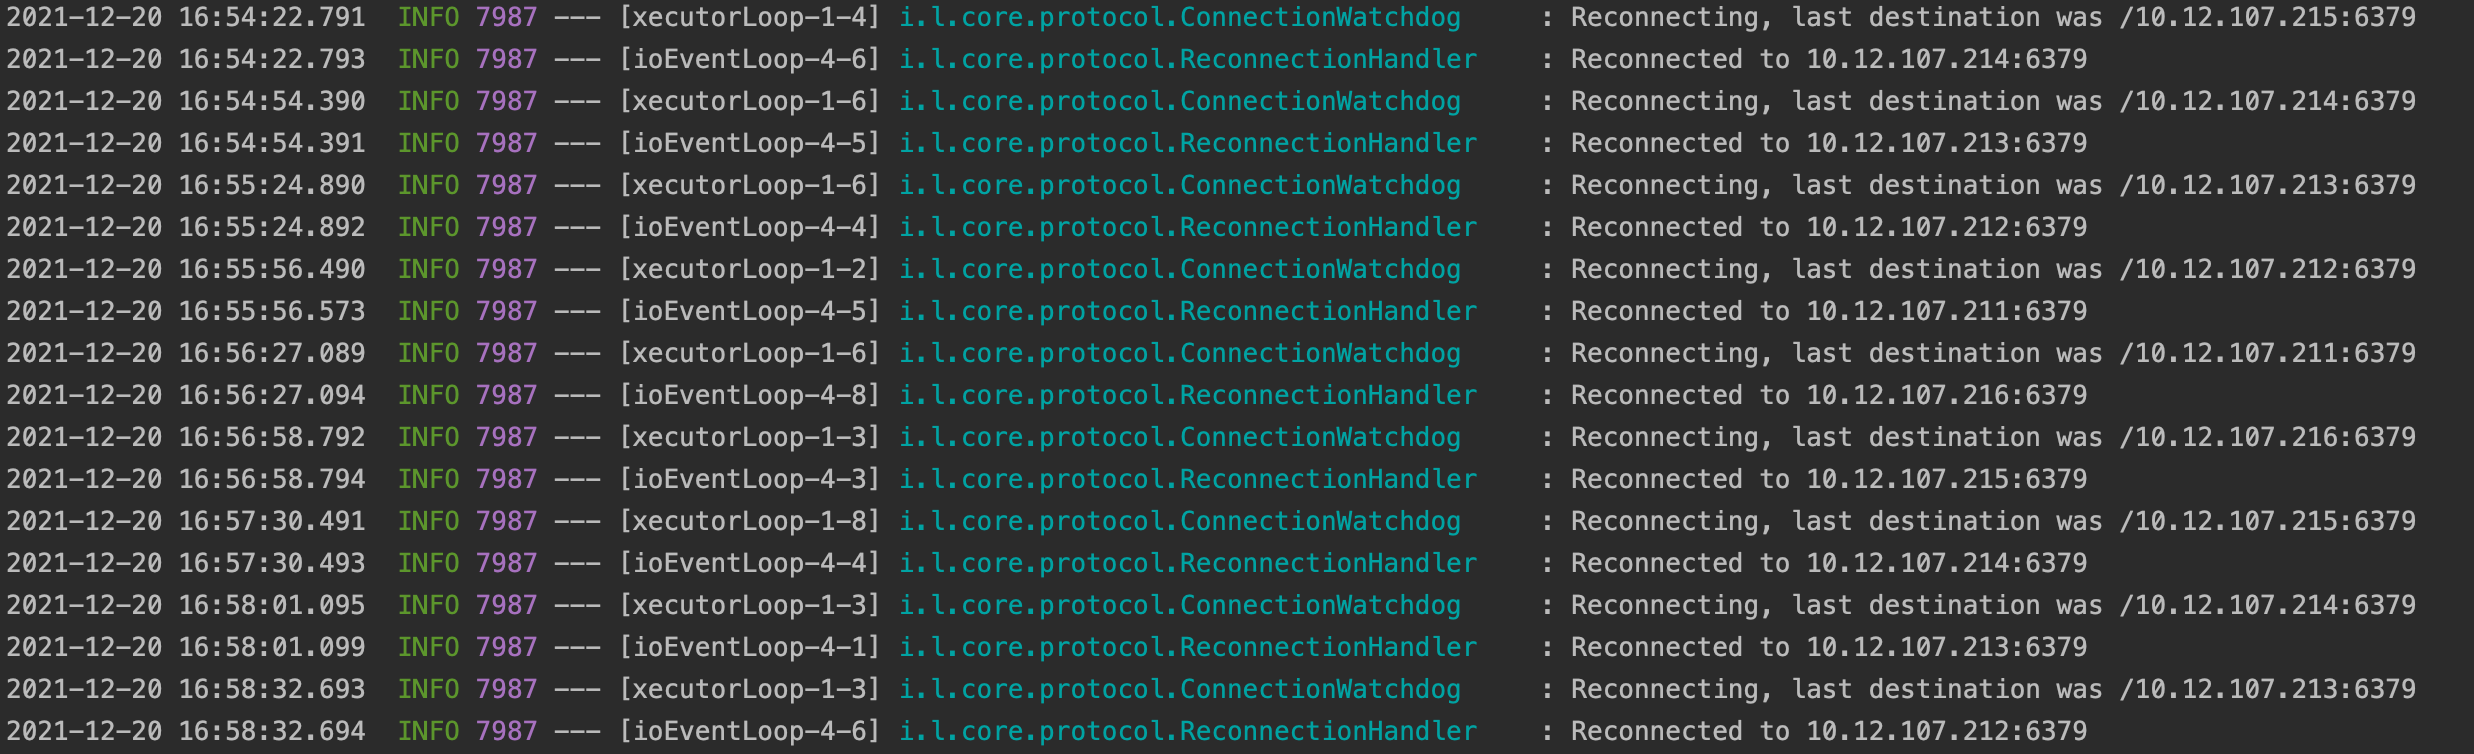 2021-12-20 16:54:22.791  INFO 7987 --- [xecutorLoop-1-4] i.l.core.protocol.ConnectionWatchdog     : Reconnecting, last destination was /10.12.107.215:6379
2021-12-20 16:54:22.793  INFO 7987 --- [ioEventLoop-4-6] i.l.core.protocol.ReconnectionHandler    : Reconnected to 10.12.107.214:6379
2021-12-20 16:54:54.390  INFO 7987 --- [xecutorLoop-1-6] i.l.core.protocol.ConnectionWatchdog     : Reconnecting, last destination was /10.12.107.214:6379
2021-12-20 16:54:54.391  INFO 7987 --- [ioEventLoop-4-5] i.l.core.protocol.ReconnectionHandler    : Reconnected to 10.12.107.213:6379
2021-12-20 16:55:24.890  INFO 7987 --- [xecutorLoop-1-6] i.l.core.protocol.ConnectionWatchdog     : Reconnecting, last destination was /10.12.107.213:6379
2021-12-20 16:55:24.892  INFO 7987 --- [ioEventLoop-4-4] i.l.core.protocol.ReconnectionHandler    : Reconnected to 10.12.107.212:6379
2021-12-20 16:55:56.490  INFO 7987 --- [xecutorLoop-1-2] i.l.core.protocol.ConnectionWatchdog     : Reconnecting, last destination was /10.12.107.212:6379
2021-12-20 16:55:56.573  INFO 7987 --- [ioEventLoop-4-5] i.l.core.protocol.ReconnectionHandler    : Reconnected to 10.12.107.211:6379
2021-12-20 16:56:27.089  INFO 7987 --- [xecutorLoop-1-6] i.l.core.protocol.ConnectionWatchdog     : Reconnecting, last destination was /10.12.107.211:6379
2021-12-20 16:56:27.094  INFO 7987 --- [ioEventLoop-4-8] i.l.core.protocol.ReconnectionHandler    : Reconnected to 10.12.107.216:6379
2021-12-20 16:56:58.792  INFO 7987 --- [xecutorLoop-1-3] i.l.core.protocol.ConnectionWatchdog     : Reconnecting, last destination was /10.12.107.216:6379
2021-12-20 16:56:58.794  INFO 7987 --- [ioEventLoop-4-3] i.l.core.protocol.ReconnectionHandler    : Reconnected to 10.12.107.215:6379
2021-12-20 16:57:30.491  INFO 7987 --- [xecutorLoop-1-8] i.l.core.protocol.ConnectionWatchdog     : Reconnecting, last destination was /10.12.107.215:6379
2021-12-20 16:57:30.493  INFO 7987 --- [ioEventLoop-4-4] i.l.core.protocol.ReconnectionHandler    : Reconnected to 10.12.107.214:6379
2021-12-20 16:58:01.095  INFO 7987 --- [xecutorLoop-1-3] i.l.core.protocol.ConnectionWatchdog     : Reconnecting, last destination was /10.12.107.214:6379
2021-12-20 16:58:01.099  INFO 7987 --- [ioEventLoop-4-1] i.l.core.protocol.ReconnectionHandler    : Reconnected to 10.12.107.213:6379
2021-12-20 16:58:32.693  INFO 7987 --- [xecutorLoop-1-3] i.l.core.protocol.ConnectionWatchdog     : Reconnecting, last destination was /10.12.107.213:6379
2021-12-20 16:58:32.694  INFO 7987 --- [ioEventLoop-4-6] i.l.core.protocol.ReconnectionHandler    : Reconnected to 10.12.107.212:6379